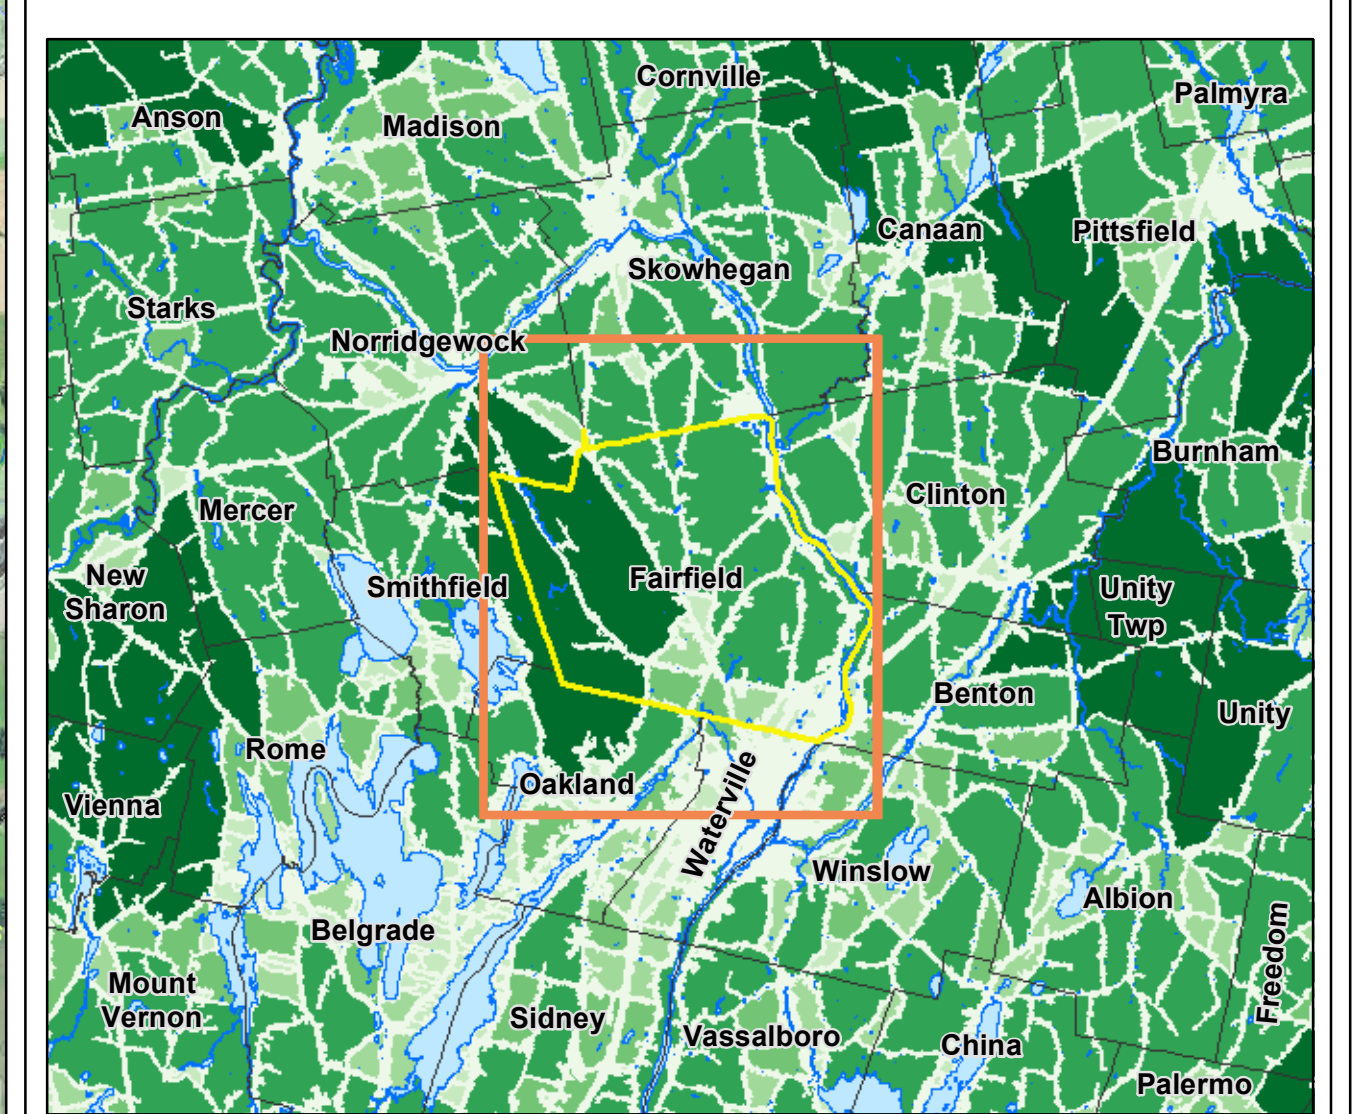 Cornville
Palmyra
Anson
Madison
Canaan
Pittsfield
Skowhegan
Starks
Norridgewock
Burnham
Clinton
Mercer
New
Sharon
Smithfield
Fairfield
Unity
Twp
Benton
Unity
Rome
Oakland
Vienna
Waterville
Winslow
Albion
Belgrade
Freedom
Mount
Vernon
Sidney
Vassalboro
China
Palermo